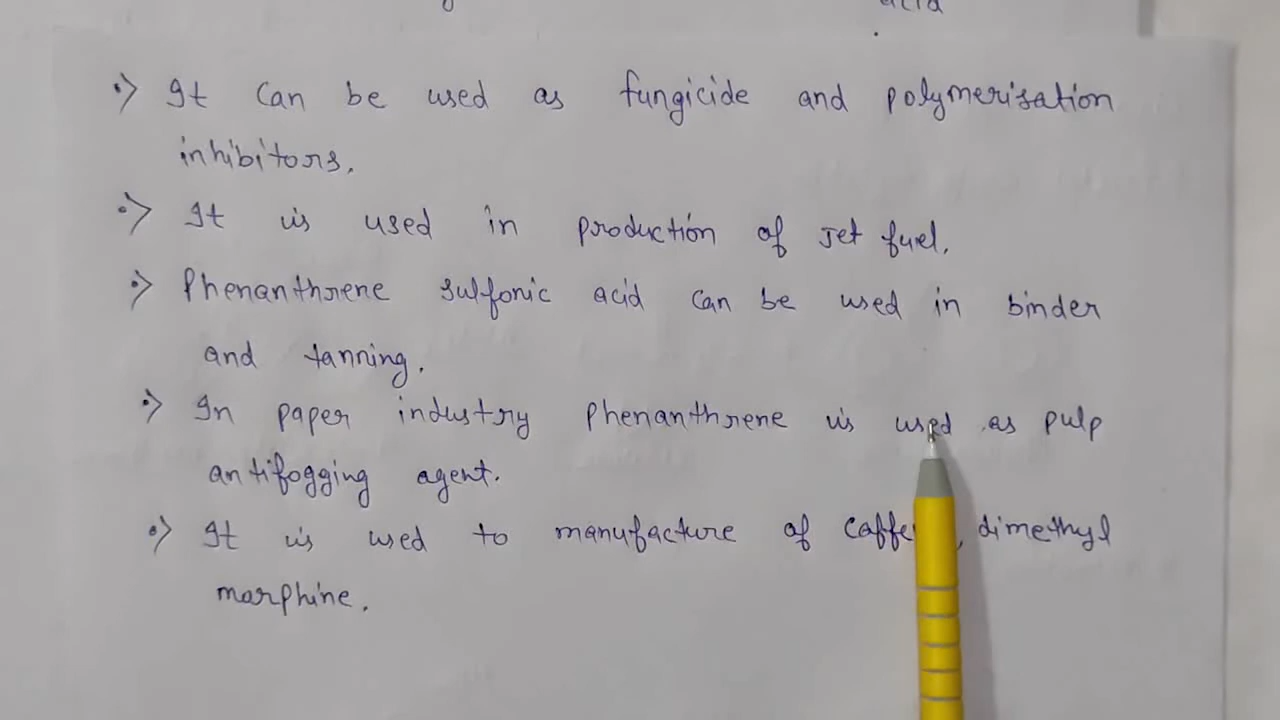 acid
·> It can be used as fungicide and polymerisation
inhibitors.
·> It is used in production of Jet fuel.
·> Phenanthrene sulfonic acid can be used in binder
and tanning.
·> In paper industry phenanthrene is used as pulp
antifogging agent.
·> It is used to manufacture of , dimethyl
marphine.